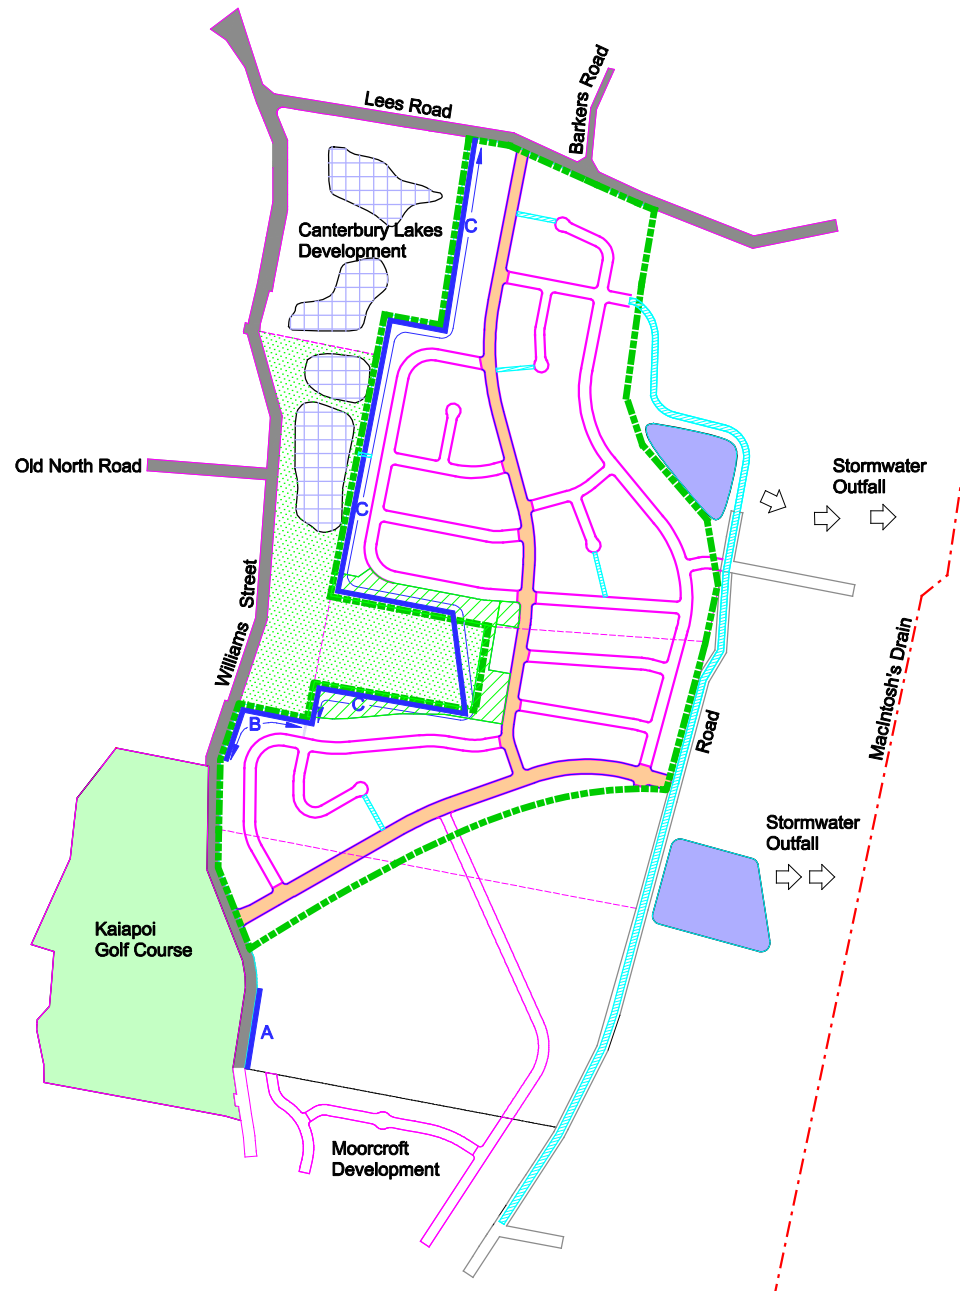 Lees Road
Barkers Road
Canterbury Lakes
Development
C
Old North Road
Stormwater
Outfall
C
Williams Street
MacIntosh's Drain
C
B
Road
Stormwater
Outfall
Kaiapoi
Golf Course
A
Moorcroft
Development